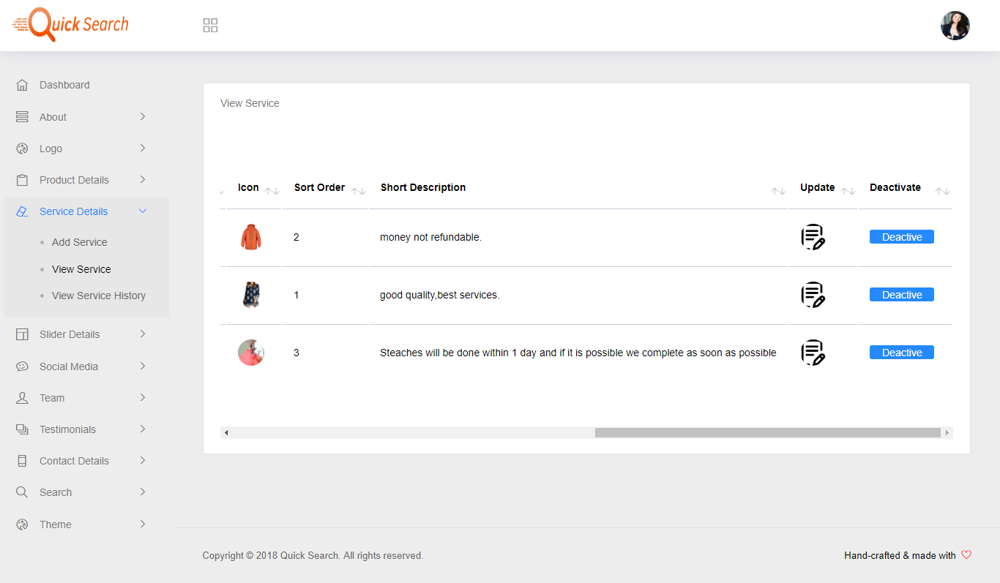 Quick Search
Dashboard
About
Logo
Product Details
Service Details
Add Service
View Service
View Service History
Slider Details
Social Media
Team
Testimonials
Contact Details
Search
Theme
View Service
Icon Sort Order Short Description Update Deactivate
2 money not refundable. Deactive
1 good quality,best services. Deactive
3 Steaches will be done within 1 day and if it is possible we complete as soon as possible Deactive
Copyright © 2018 Quick Search. All rights reserved. Hand-crafted & made with